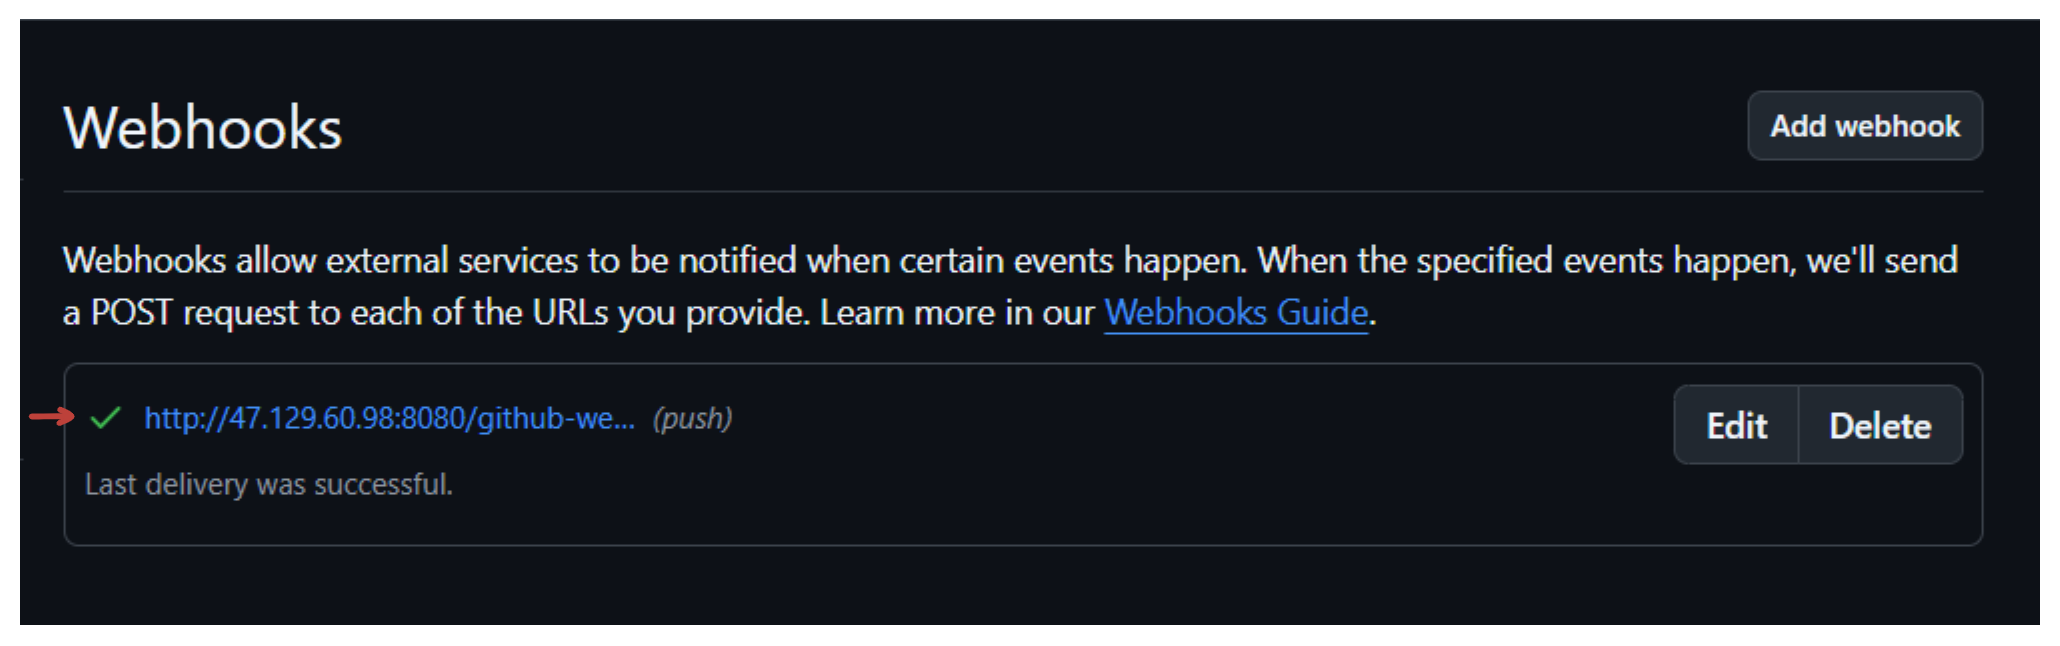 Webhooks
Add webhook
Webhooks allow external services to be notified when certain events happen. When the specified events happen, we'll send
a POST request to each of the URLs you provide. Learn more in our Webhooks Guide.
http://47.129.60.98:8080/github-we... (push)
Edit
Delete
Last delivery was successful.